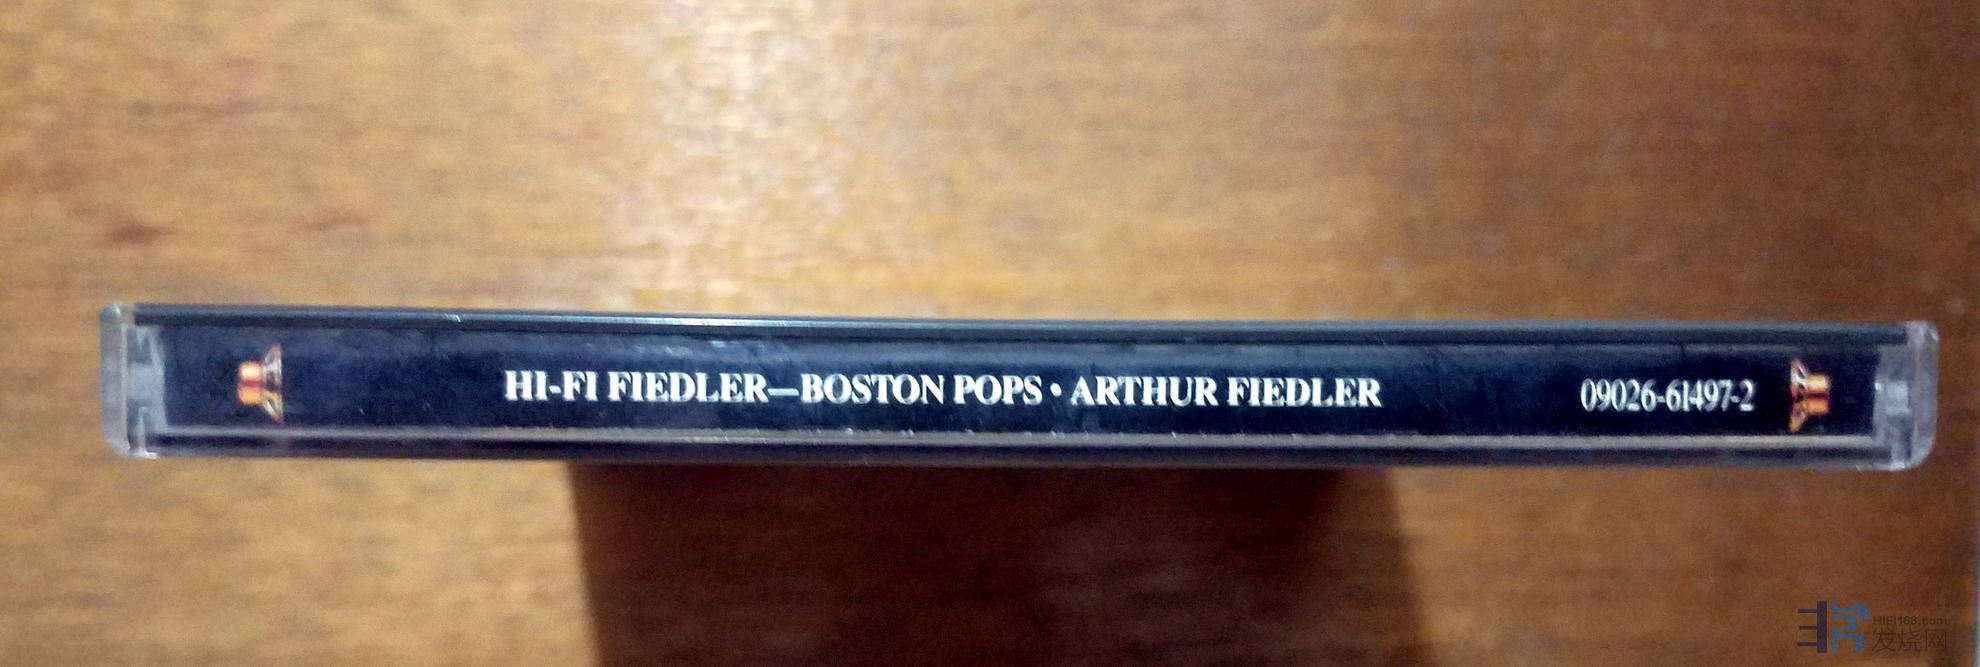 HI-FI FIEDLER—BOSTON POPS • ARTHUR FIEDLER
09026-61497-2
HIFI168.com
发烧网